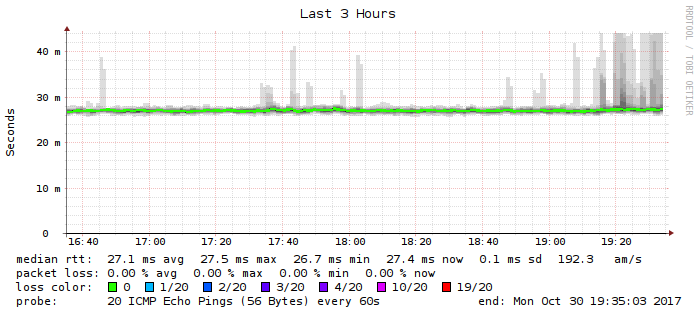 Last 3 Hours
RRDTOOL / TOBI OETIKER
Seconds
40 m
30 m
20 m
10 m
0
16:40 17:00 17:20 17:40 18:00 18:20 18:40 19:00 19:20
median rtt: 27.1 ms avg 27.5 ms max 26.7 ms min 27.4 ms now 0.1 ms sd 192.3 am/s
packet loss: 0.00 % avg 0.00 % max 0.00 % min 0.00 % now
loss color: 0 1/20 2/20 3/20 4/20 10/20 19/20
probe: 20 ICMP Echo Pings (56 Bytes) every 60s end: Mon Oct 30 19:35:03 2017